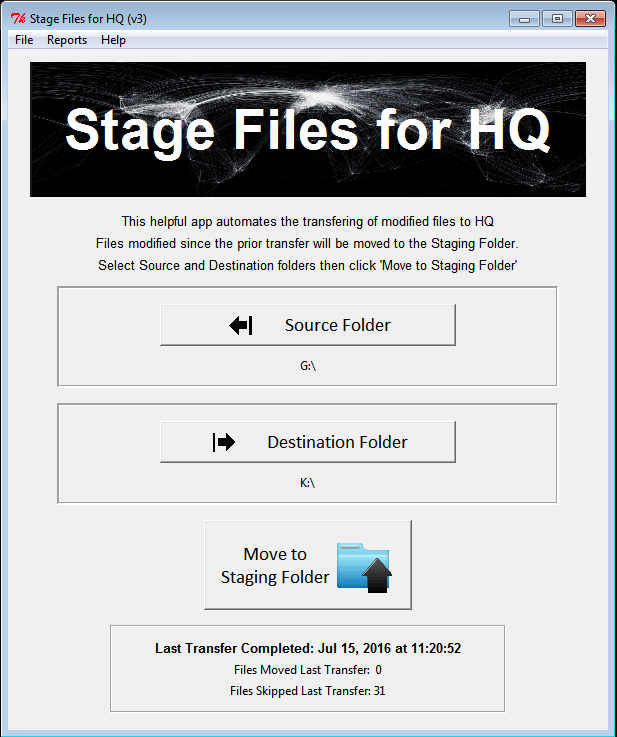 Stage Files for HQ (v3)
File Reports Help
Stage Files for HQ
This helpful app automates the transfering of modified files to HQ
Files modified since the prior transfer will be moved to the Staging Folder.
Select Source and Destination folders then click 'Move to Staging Folder'
Source Folder
G:\
Destination Folder
K:\
Move to
Staging Folder
Last Transfer Completed: Jul 15, 2016 at 11:20:52
Files Moved Last Transfer: 0
Files Skipped Last Transfer: 31